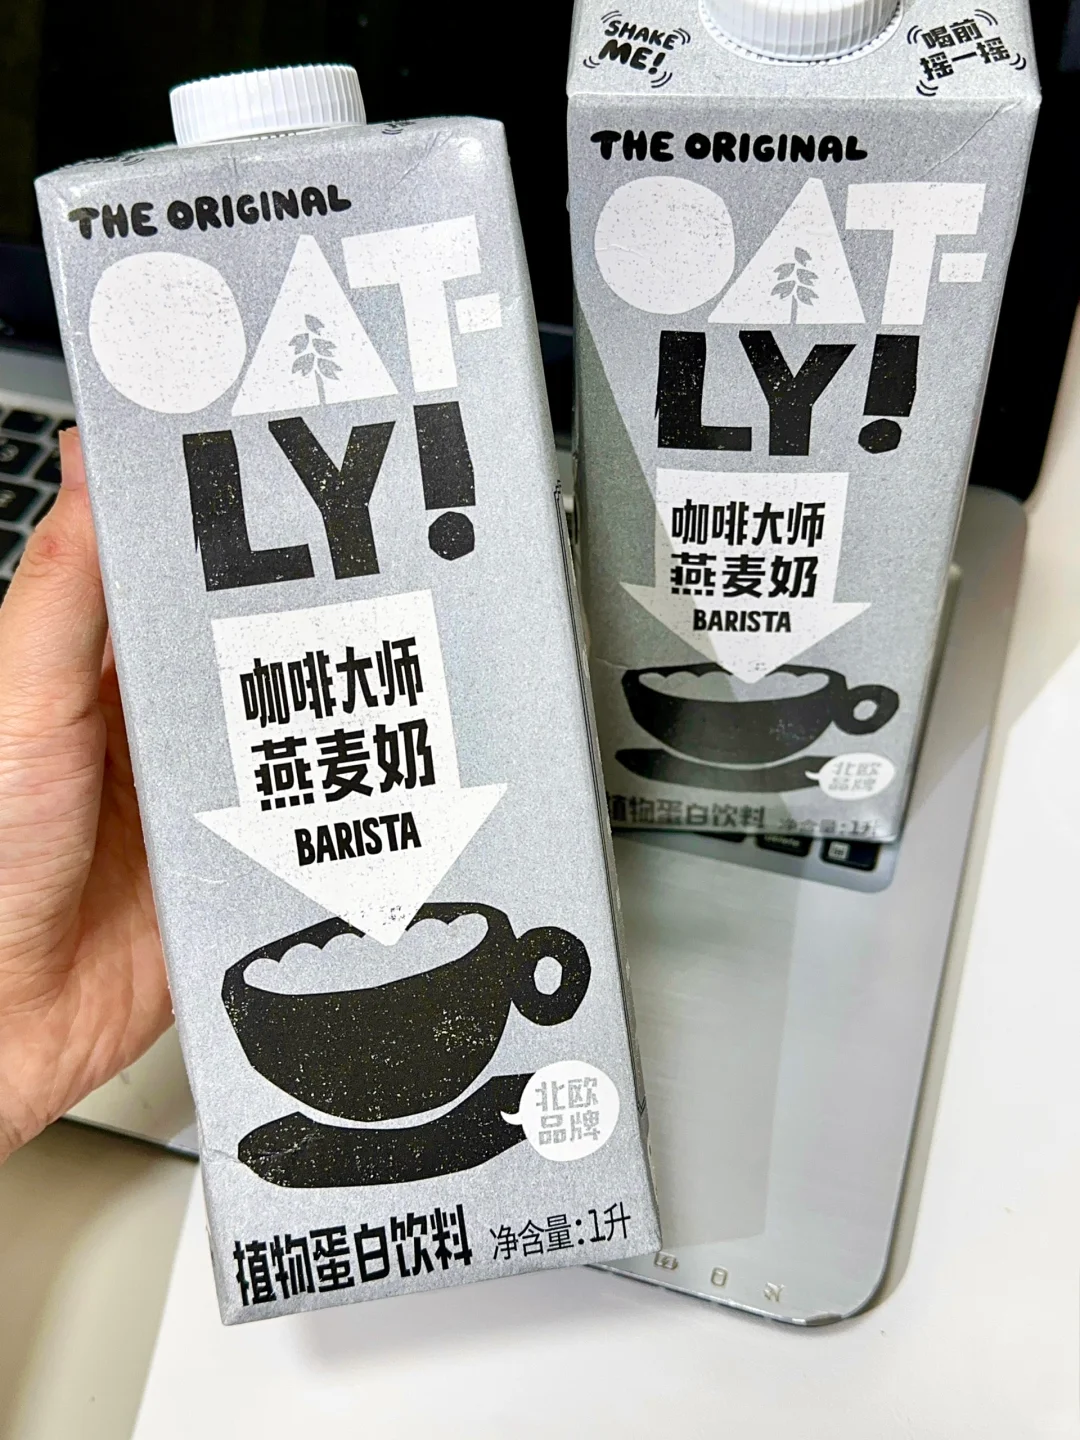 THE ORIGINAL
OAT-
LY!
咖啡大师
燕麦奶
BARISTA
北欧
品牌
植物蛋白饮料 净含量:1升
SHAKE
ME!
喝前
摇一摇
THE ORIGINAL
OAT-
LY!
咖啡大师
燕麦奶
BARISTA
北欧
品牌
植物蛋白饮料 净含量:1升